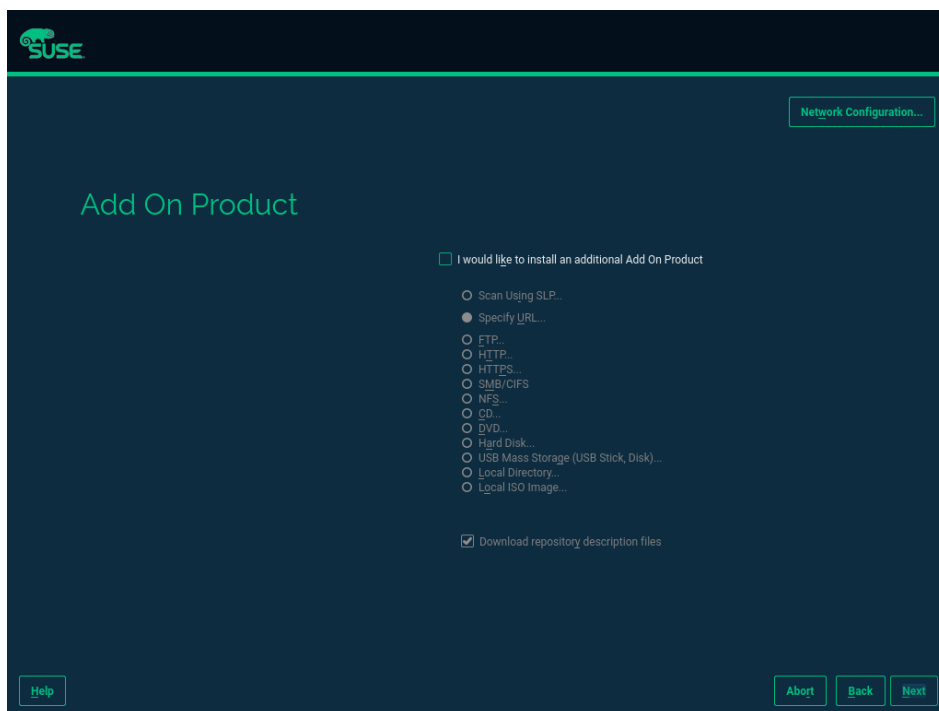 SUSE
Network Configuration...
Add On Product
I would like to install an additional Add On Product
Scan Using SLP...
Specify URL...
FTP...
HTTP...
HTTPS...
SMB/CIFS
NFS...
CD...
DVD...
Hard Disk...
USB Mass Storage (USB Stick, Disk)...
Local Directory...
Local ISO Image...
Download repository description files
Help
Abort
Back
Next